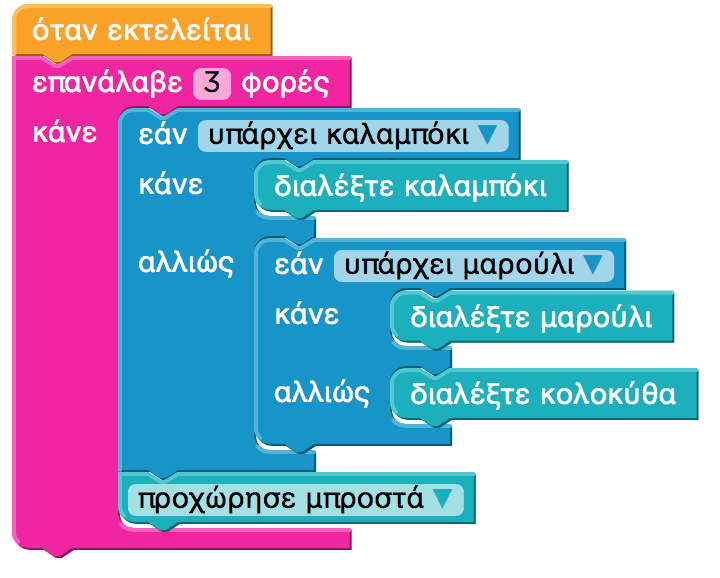 όταν εκτελείται
επανάλαβε 3 φορές
κάνε εάν υπάρχει καλαμπόκι
κάνε διαλέξτε καλαμπόκι
αλλιώς εάν υπάρχει μαρούλι
κάνε διαλέξτε μαρούλι
αλλιώς διαλέξτε κολοκύθα
προχώρησε μπροστά